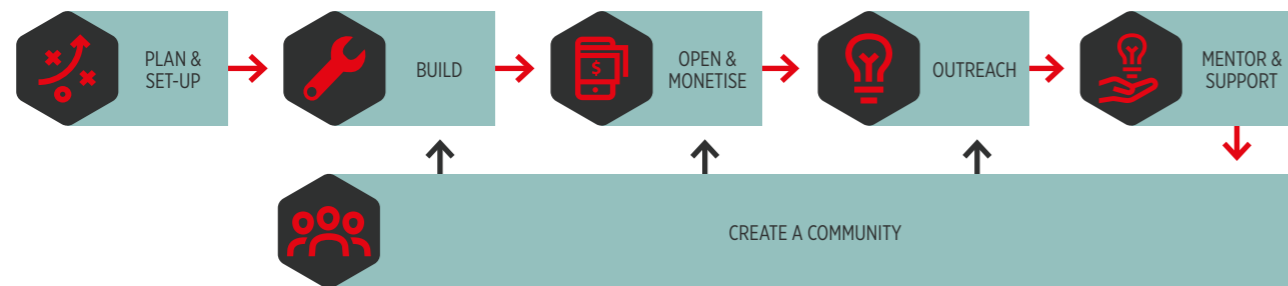 PLAN &
SET-UP
BUILD
OPEN &
MONETISE
$
OUTREACH
MENTOR &
SUPPORT
CREATE A COMMUNITY